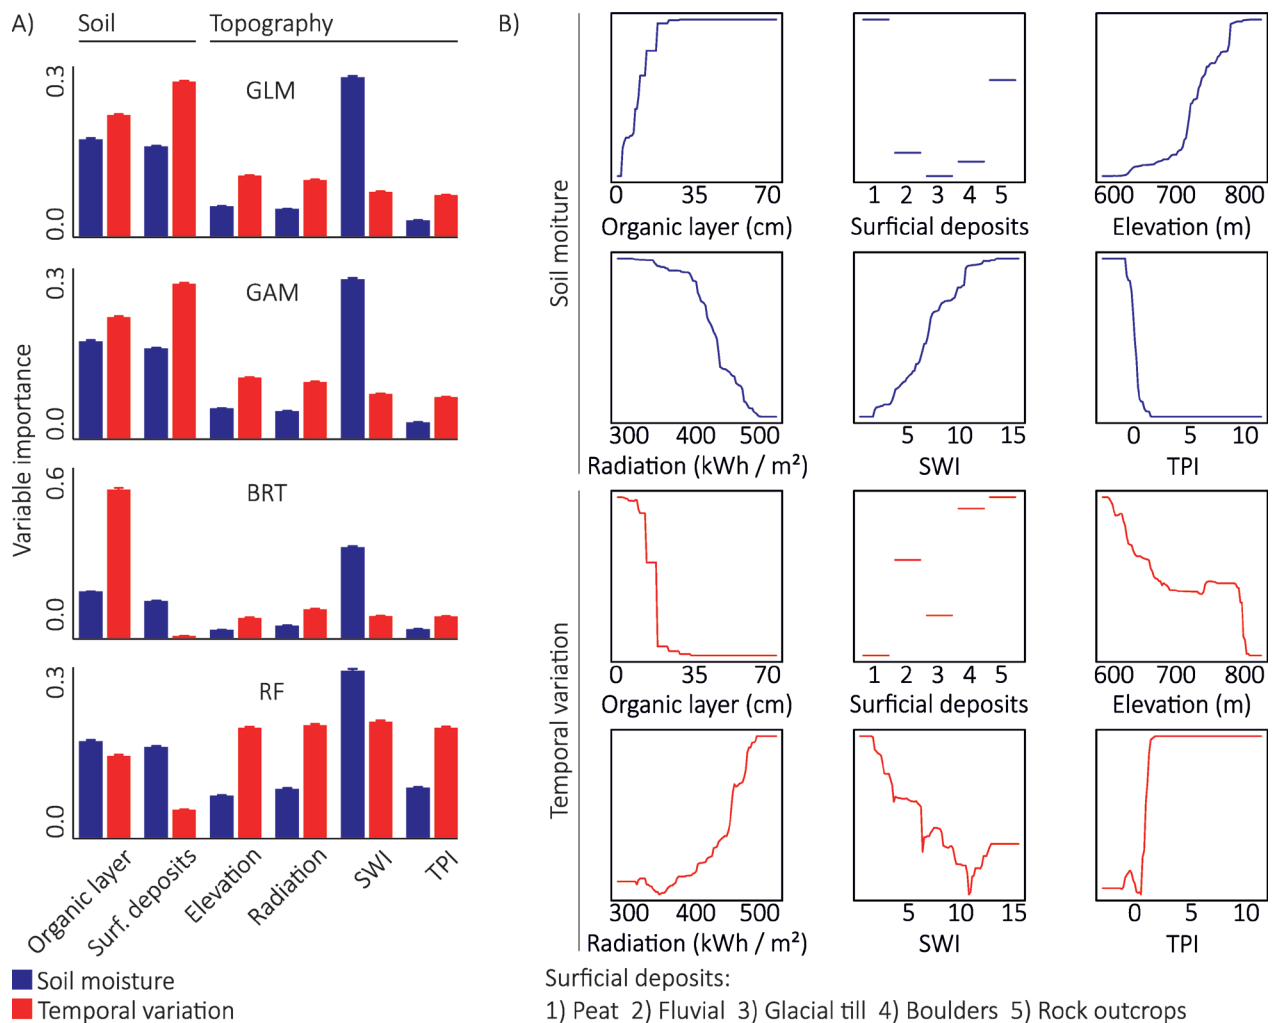 A) Soil Topography
GLM
0.3
0.0
GAM
0.3
0.0
BRT
0.6
0.0
RF
0.3
0.0
Variable importance
Organic layer
Surf. deposits
Elevation
Radiation
SWI
TPI
Soil moisture
Temporal variation
B)
Soil moiture
0 35 70
Organic layer (cm)
1 2 3 4 5
Surficial deposits
600 700 800
Elevation (m)
300 400 500
Radiation (kWh / m²)
5 10 15
SWI
0 5 10
TPI
Temporal variation
0 35 70
Organic layer (cm)
1 2 3 4 5
Surficial deposits
600 700 800
Elevation (m)
300 400 500
Radiation (kWh / m²)
5 10 15
SWI
0 5 10
TPI
Surficial deposits:
1) Peat 2) Fluvial 3) Glacial till 4) Boulders 5) Rock outcrops